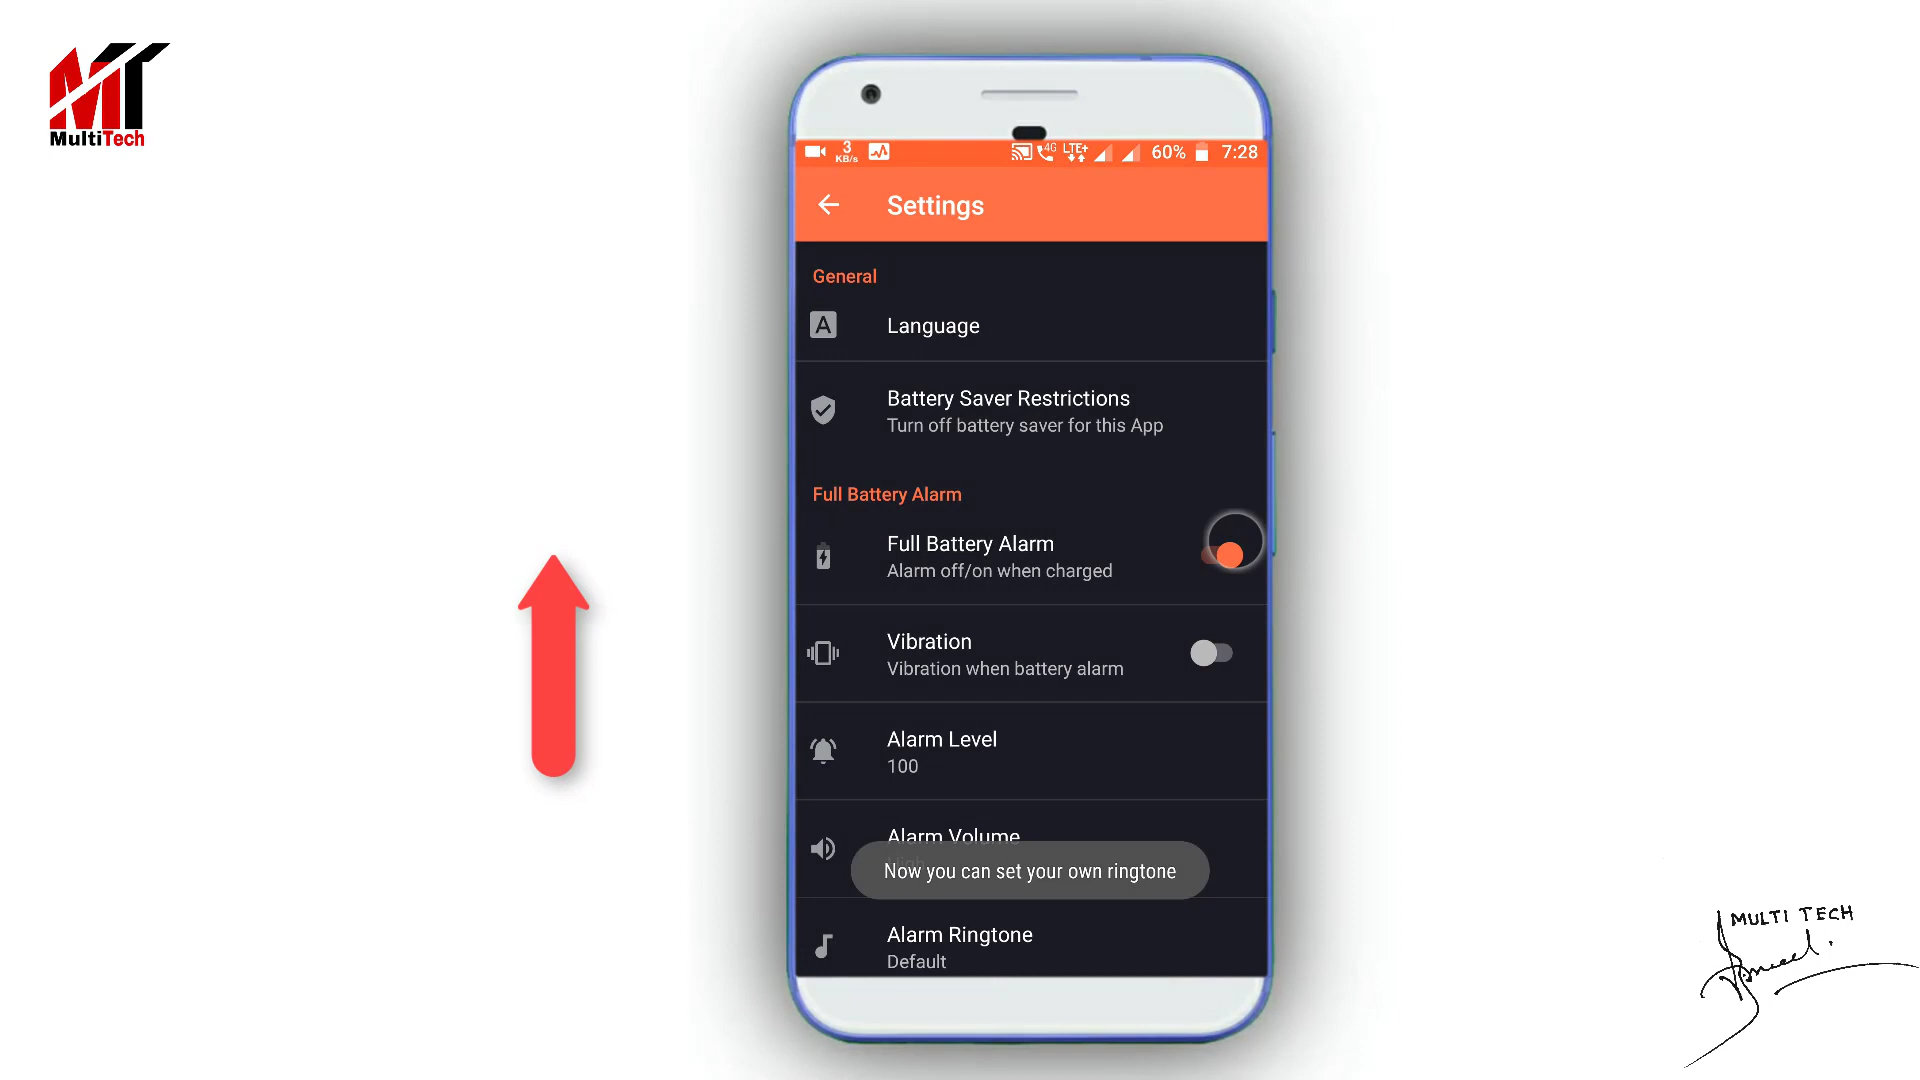 MT
MultiTech
3
KB/s
4G
LTE+
60%
7:28
Settings
General
A
Language
Battery Saver Restrictions
Turn off battery saver for this App
Full Battery Alarm
Full Battery Alarm
Alarm off/on when charged
Vibration
Vibration when battery alarm
Alarm Level
100
Alarm Volume
Now you can set your own ringtone
Alarm Ringtone
Default
MULTI TECH